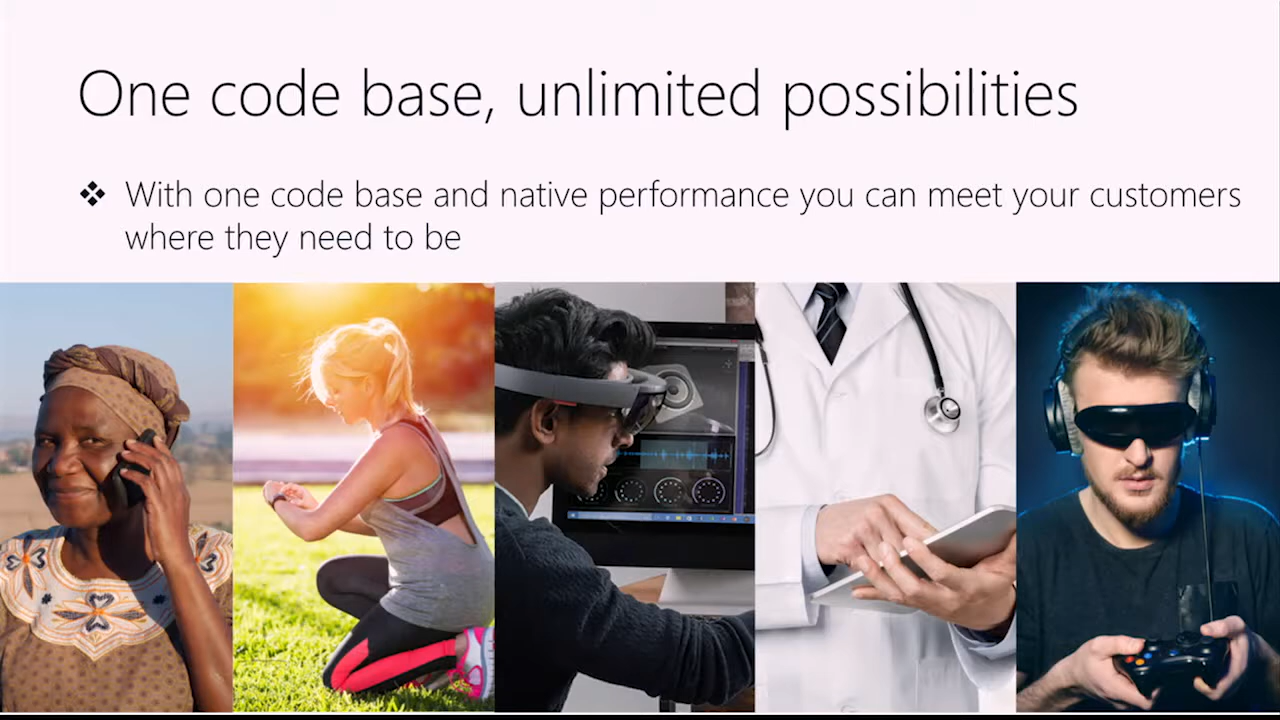 One code base, unlimited possibilities
❖ With one code base and native performance you can meet your customers
where they need to be